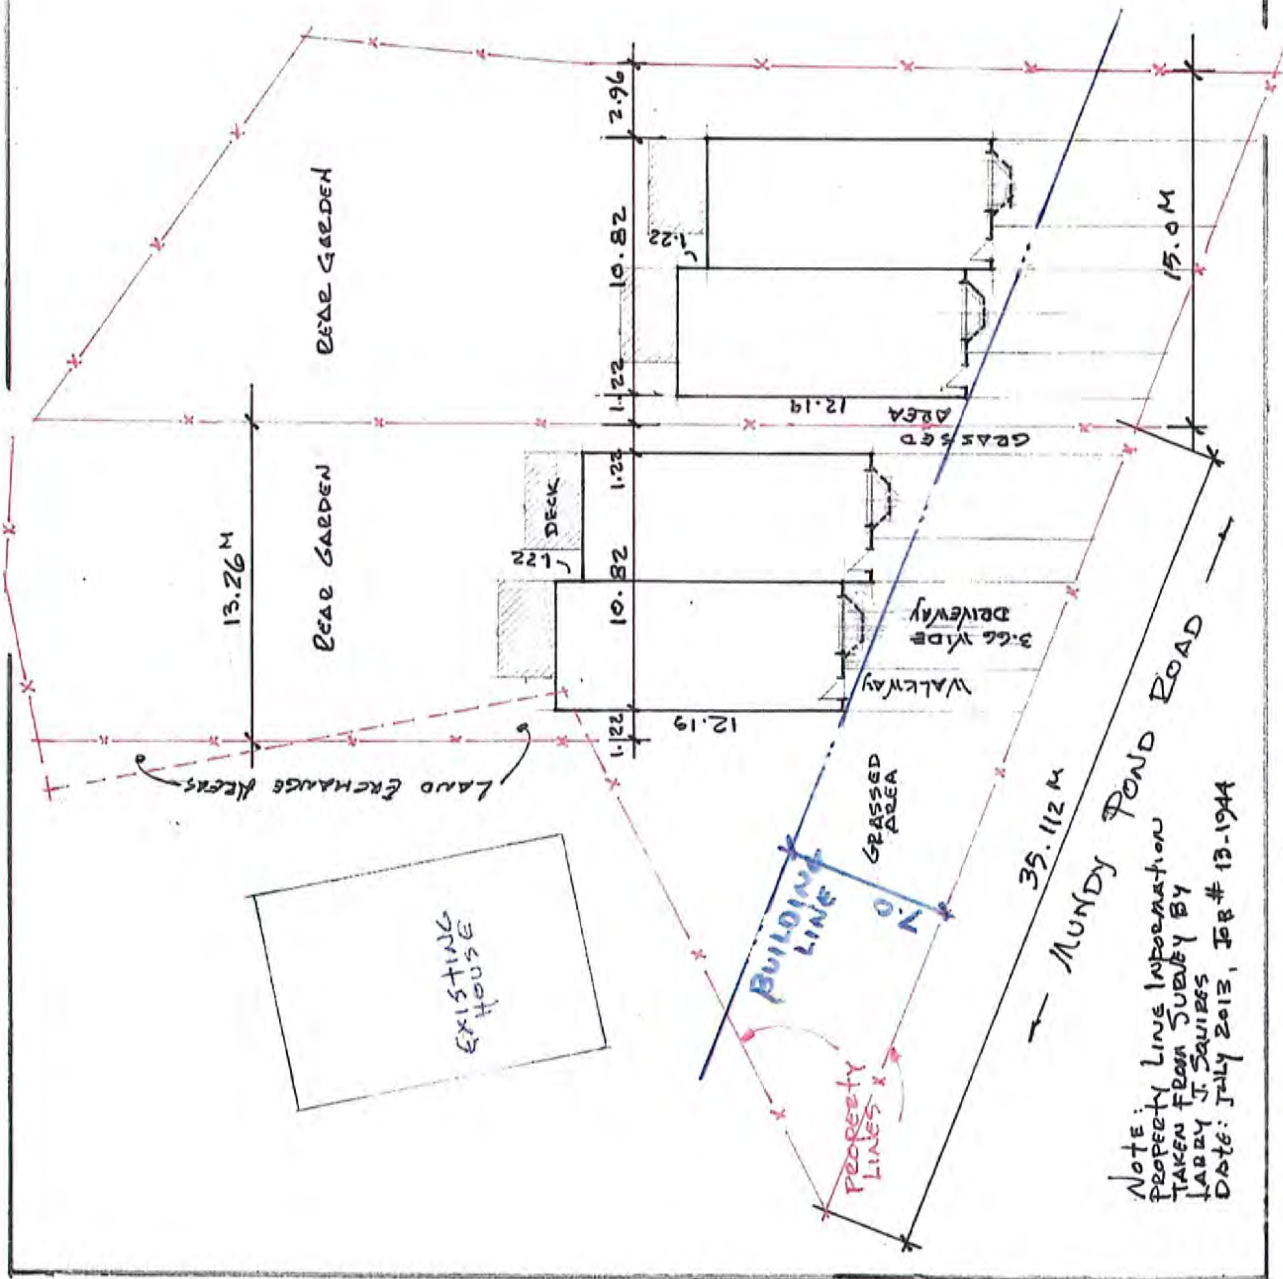 REAR GARDEN
REAR GARDEN
13.26 M
2.96
10.82
1.22
1.22
10.82
1.22
1.22
1.22
DECK
12.19
12.19
GRASSED
AREA
15.0 M
LAND EXCHANGE AREAS
EXISTING
HOUSE
WALKWAY
3.66 WIDE
DRIVEWAY
GRASSED
AREA
BUILDING
LINE
7.0
PROPERTY
LINES
35.112 M
MUNDY POND ROAD
NOTE:
PROPERTY LINE INFORMATION
TAKEN FROM SURVEY BY
LARRY J. SQUIRES
DATE: JULY 2013, JOB # 13-1944